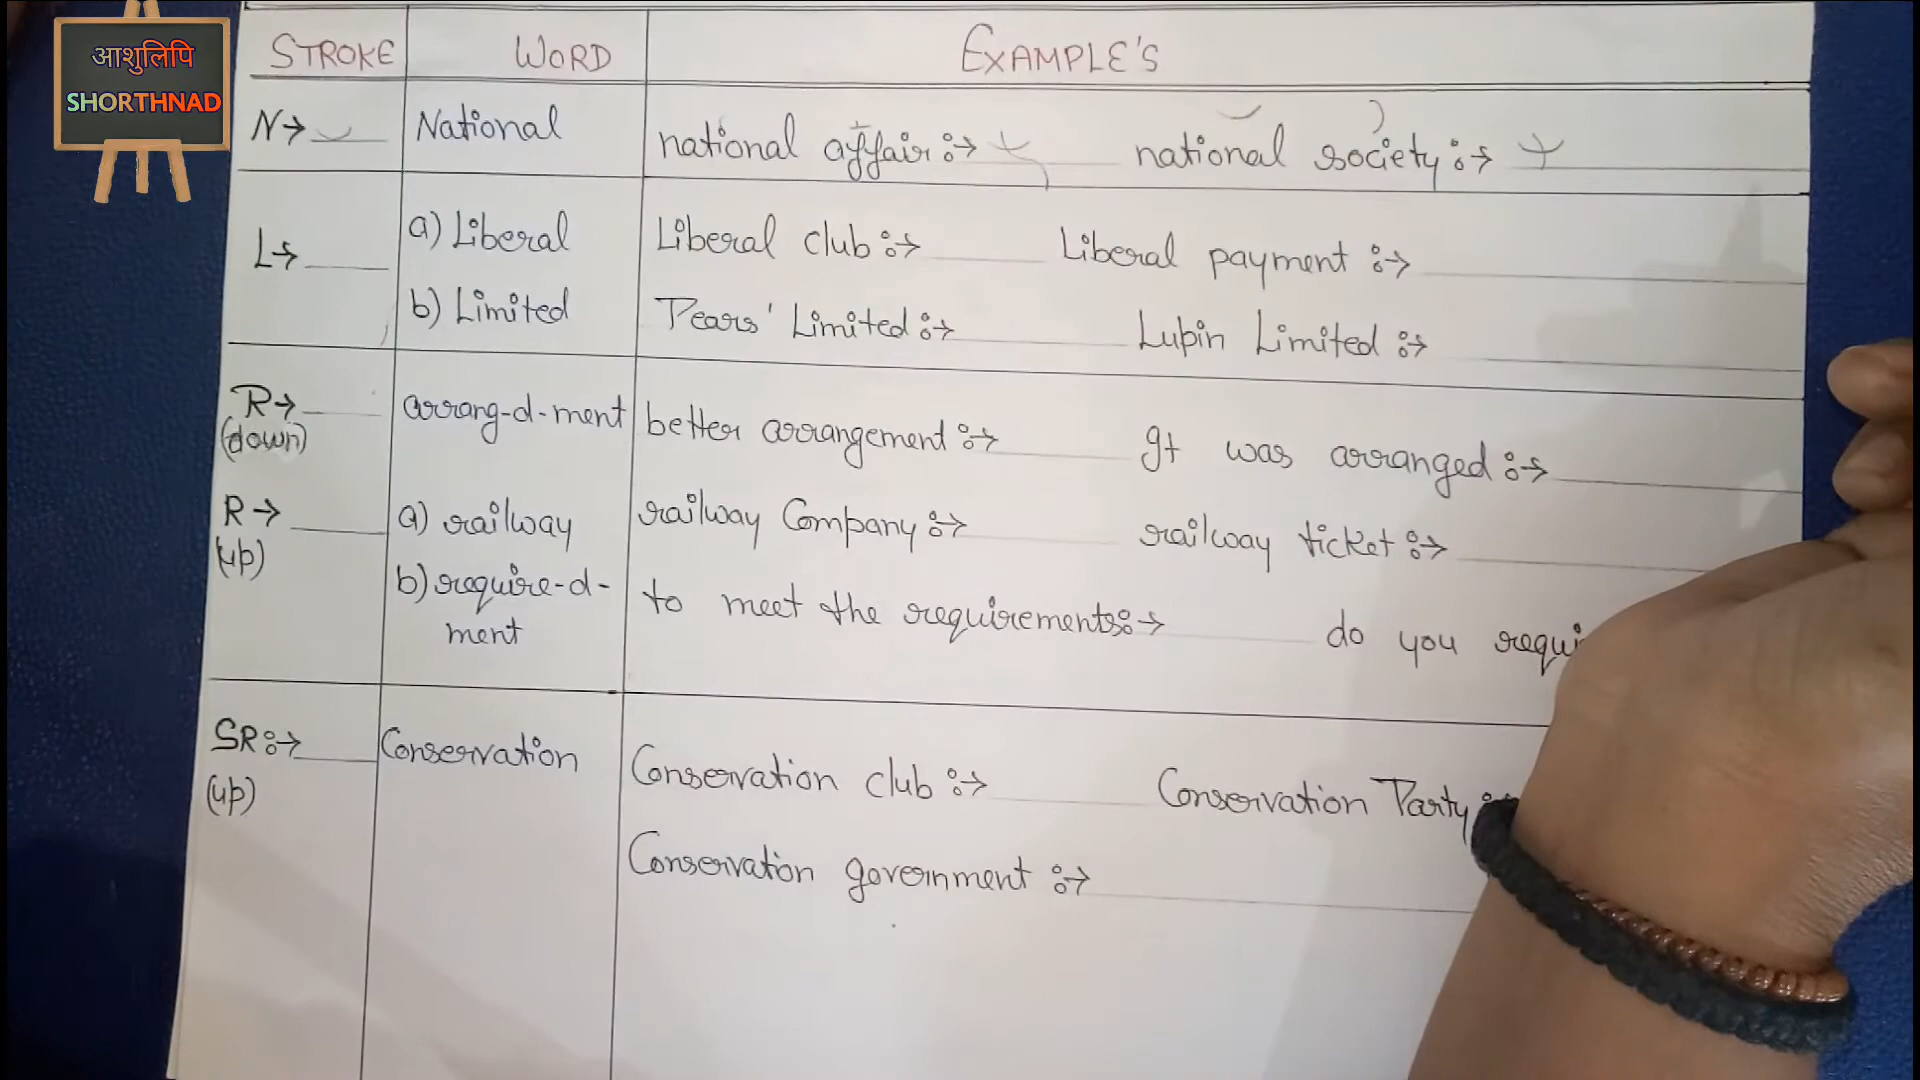 आशुलिपि
SHORTHNAD
STROKE WORD EXAMPLE'S
N→ National national affair :→ national society :→
L→ a) Liberal Liberal club :→ Liberal payment :→
b) Limited Pears' Limited :→ Lupin Limited :→
R→ (down) arrang-d-ment better arrangement :→ It was arranged :→
R→ (up) a) railway railway Company :→ railway ticket :→
b) require-d- to meet the requirements :→ do you
ment
SR :→ Conservation Conservation club :→ Conservation Party
(up)
Conservation government :→